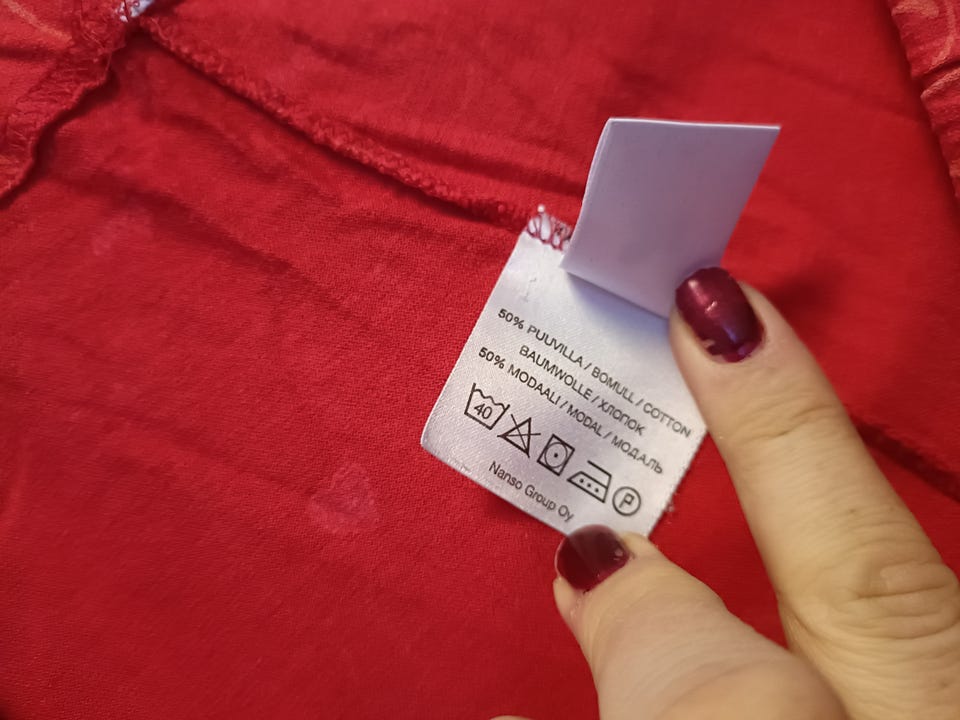 50% PUUVILLA / BOMULL / COTTON
BAUMWOLLE / ХЛОПОК
50% MODAALI / MODAL / МОДАЛЬ
40 P
Nanso Group Oy